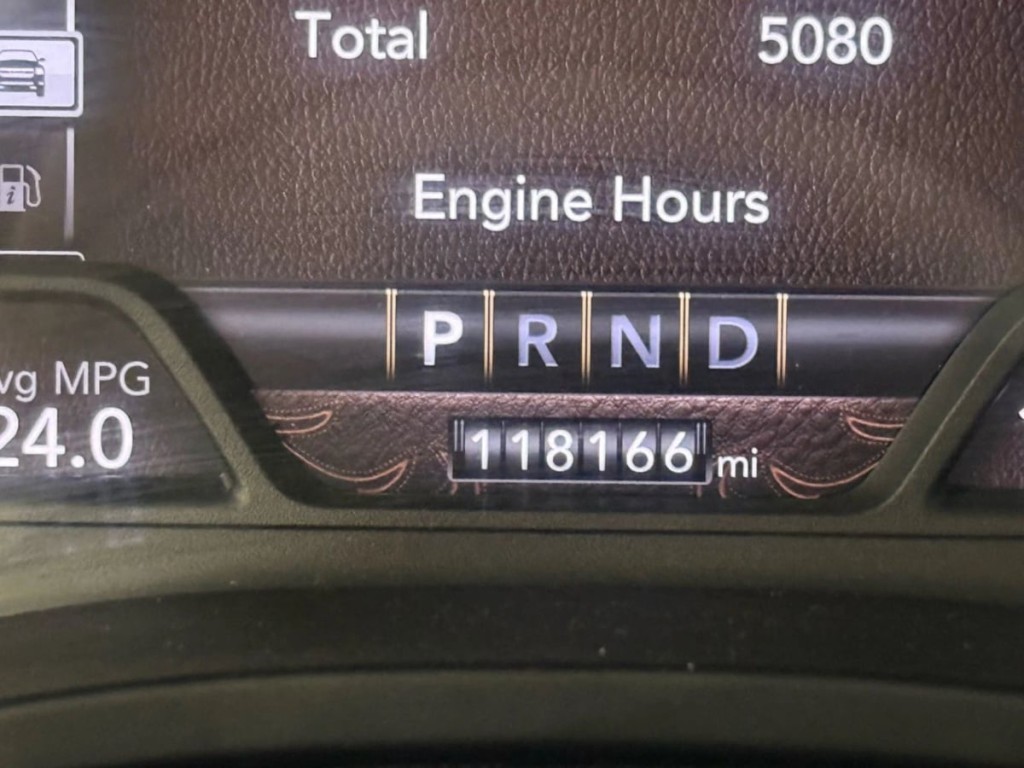 Total 5080
Engine Hours
P R N D
vg MPG
24.0
118166 mi